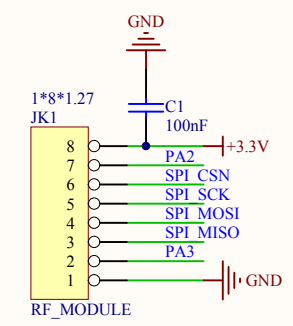 GND
1*8*1.27
JK1
C1
100nF
8
+3.3V
7
PA2
6
SPI_CSN
5
SPI_SCK
4
SPI_MOSI
3
SPI_MISO
2
PA3
1
GND
RF_MODULE